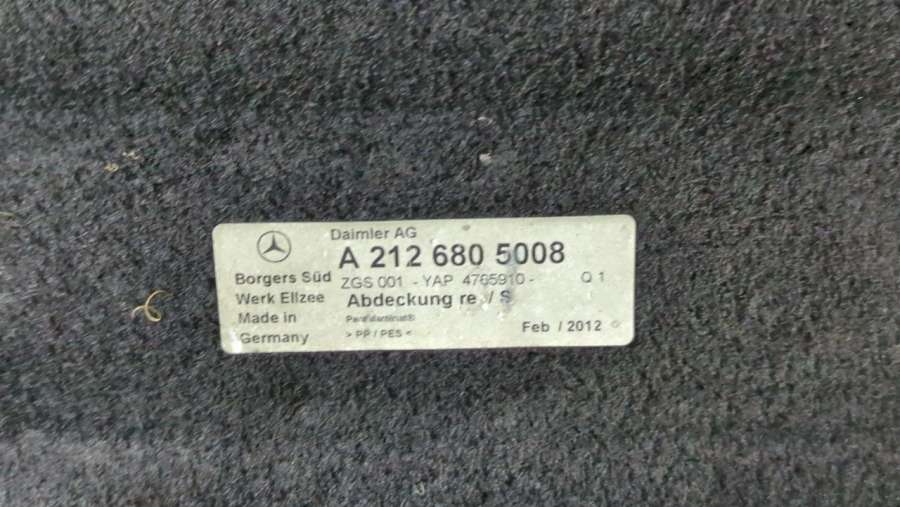 Daimler AG
A 212 680 5008
Borgers Süd
ZGS 001 - YAP 4765910 -
Q 1
Werk Ellzee
Abdeckung re / S
Made in
Germany
> PP / PES <
Feb / 2012